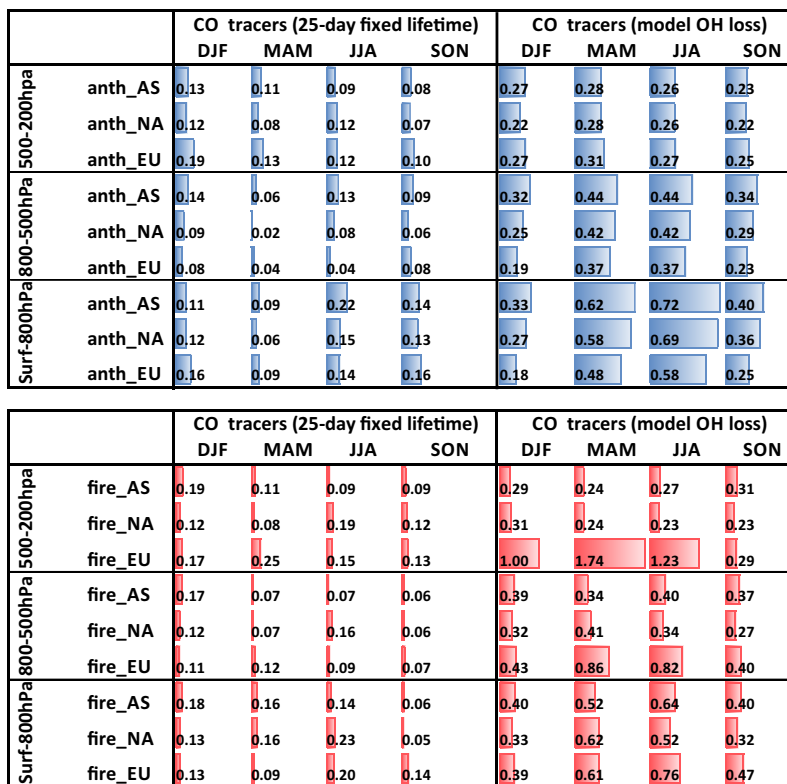 CO tracers (25-day fixed lifetime) CO tracers (model OH loss)
DJF MAM JJA SON DJF MAM JJA SON
500-200hpa
anth_AS 0.13 0.11 0.09 0.08 0.27 0.28 0.26 0.23
anth_NA 0.12 0.08 0.12 0.07 0.22 0.28 0.26 0.22
anth_EU 0.19 0.13 0.12 0.10 0.27 0.31 0.27 0.25
800-500hPa
anth_AS 0.14 0.06 0.13 0.09 0.32 0.44 0.44 0.34
anth_NA 0.09 0.02 0.08 0.06 0.25 0.42 0.42 0.29
anth_EU 0.08 0.04 0.04 0.08 0.19 0.37 0.37 0.23
Surf-800hPa
anth_AS 0.11 0.09 0.22 0.14 0.33 0.62 0.72 0.40
anth_NA 0.12 0.06 0.15 0.13 0.27 0.58 0.69 0.36
anth_EU 0.16 0.09 0.14 0.16 0.18 0.48 0.58 0.25
CO tracers (25-day fixed lifetime) CO tracers (model OH loss)
DJF MAM JJA SON DJF MAM JJA SON
500-200hpa
fire_AS 0.19 0.11 0.09 0.09 0.29 0.24 0.27 0.31
fire_NA 0.12 0.08 0.19 0.12 0.31 0.24 0.23 0.23
fire_EU 0.17 0.25 0.15 0.13 1.00 1.74 1.23 0.29
800-500hPa
fire_AS 0.17 0.07 0.07 0.06 0.39 0.34 0.40 0.37
fire_NA 0.12 0.07 0.16 0.06 0.32 0.41 0.34 0.27
fire_EU 0.11 0.12 0.09 0.07 0.43 0.86 0.82 0.40
Surf-800hPa
fire_AS 0.18 0.16 0.14 0.06 0.40 0.52 0.64 0.40
fire_NA 0.13 0.16 0.23 0.05 0.33 0.62 0.52 0.32
fire_EU 0.13 0.09 0.20 0.14 0.39 0.61 0.76 0.47